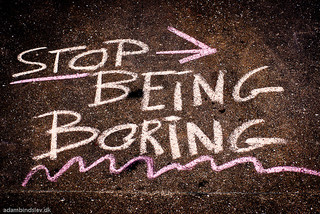 STOP
BEING
BORING
adambindslev.dk